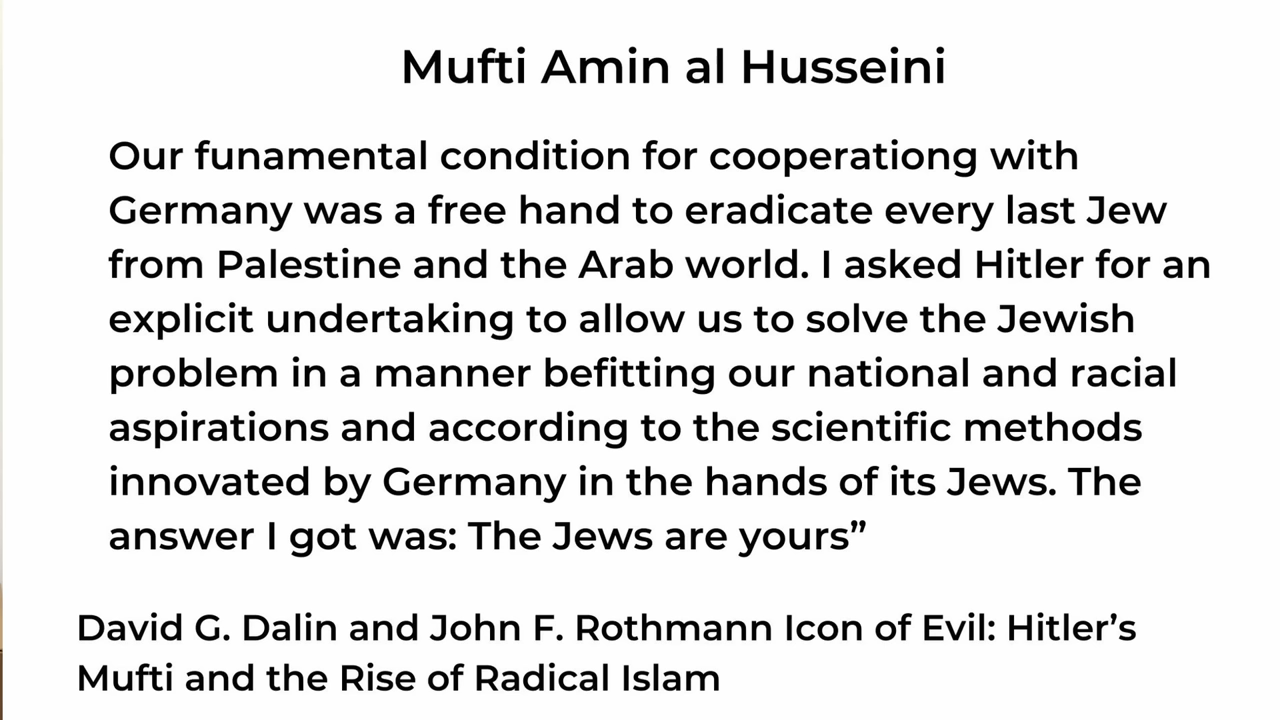 Mufti Amin al Husseini
Our funamental condition for cooperationg with
Germany was a free hand to eradicate every last Jew
from Palestine and the Arab world. I asked Hitler for an
explicit undertaking to allow us to solve the Jewish
problem in a manner befitting our national and racial
aspirations and according to the scientific methods
innovated by Germany in the hands of its Jews. The
answer I got was: The Jews are yours”
David G. Dalin and John F. Rothmann Icon of Evil: Hitler’s
Mufti and the Rise of Radical Islam